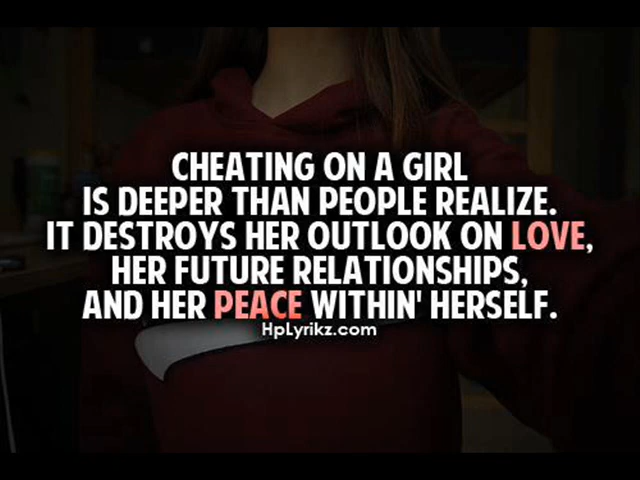 CHEATING ON A GIRL
IS DEEPER THAN PEOPLE REALIZE.
IT DESTROYS HER OUTLOOK ON LOVE,
HER FUTURE RELATIONSHIPS,
AND HER PEACE WITHIN' HERSELF.
HpLyrikz.com